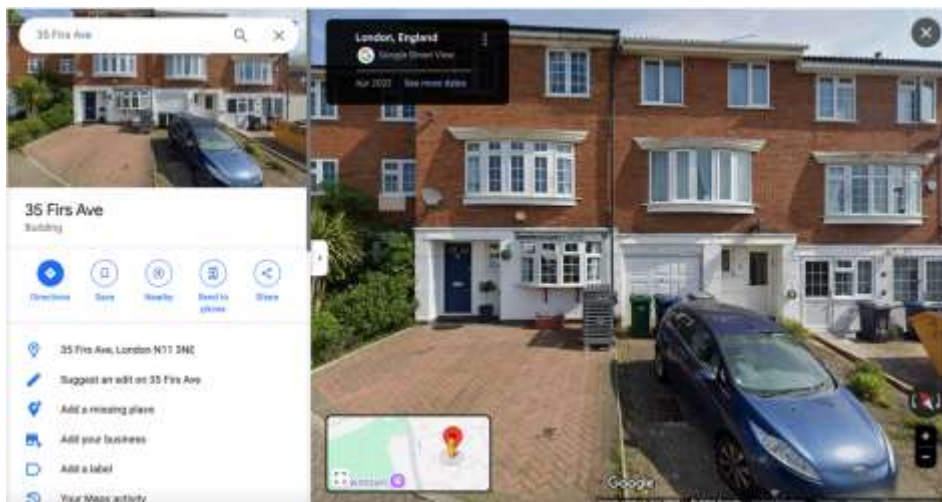 35 Firs Ave
London, England
Google Street View
Apr 2022 See more dates
35 Firs Ave
Building
Directions
Save
Nearby
Send to
phone
Share
35 Firs Ave, London N11 3NE
Suggest an edit on 35 Firs Ave
Add a missing place
Add your business
Add a label
Your Maps activity
Google